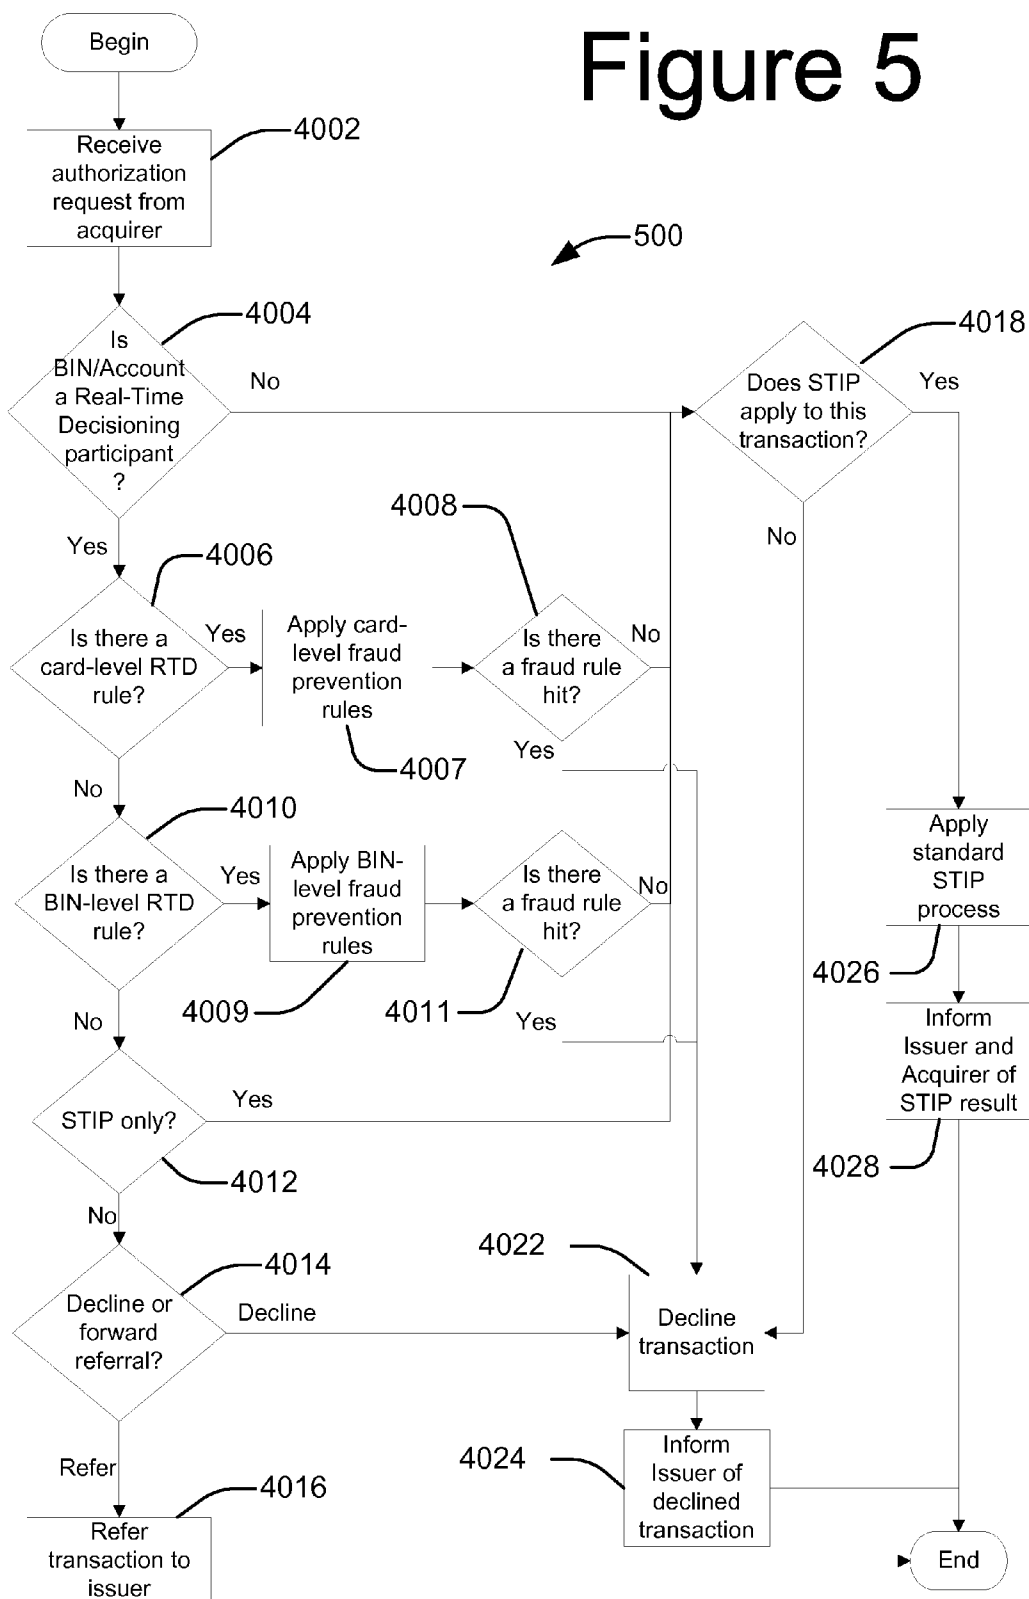 Figure 5
Begin
4002
Receive
authorization
request from
acquirer
500
4004
Is
BIN/Account
a Real-Time
Decisioning
participant
?
No
Yes
4018
Does STIP
apply to this
transaction?
Yes
No
4006
Is there a
card-level RTD
rule?
Yes
No
Apply card-
level fraud
prevention
rules
4007
4008
Is there
a fraud rule
hit?
No
Yes
4010
Is there a
BIN-level RTD
rule?
Yes
No
Apply BIN-
level fraud
prevention
rules
4009
Is there
a fraud rule
hit?
No
4011
Yes
Apply
standard
STIP
process
4026
Inform
Issuer and
Acquirer of
STIP result
4028
STIP only?
Yes
4012
No
4014
Decline or
forward
referral?
Decline
Refer
4022
Decline
transaction
4024
Inform
Issuer of
declined
transaction
4016
Refer
transaction to
issuer
End